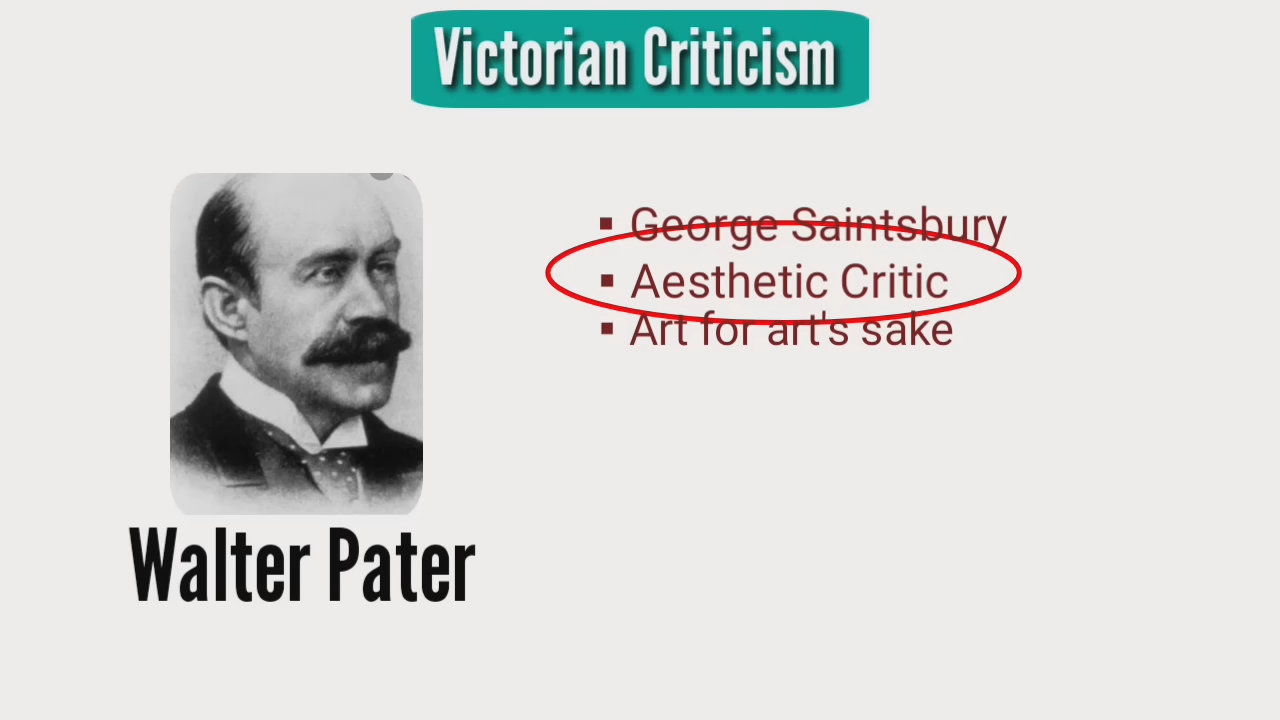 Victorian Criticism
▪ George Saintsbury
▪ Aesthetic Critic
▪ Art for art's sake
Walter Pater